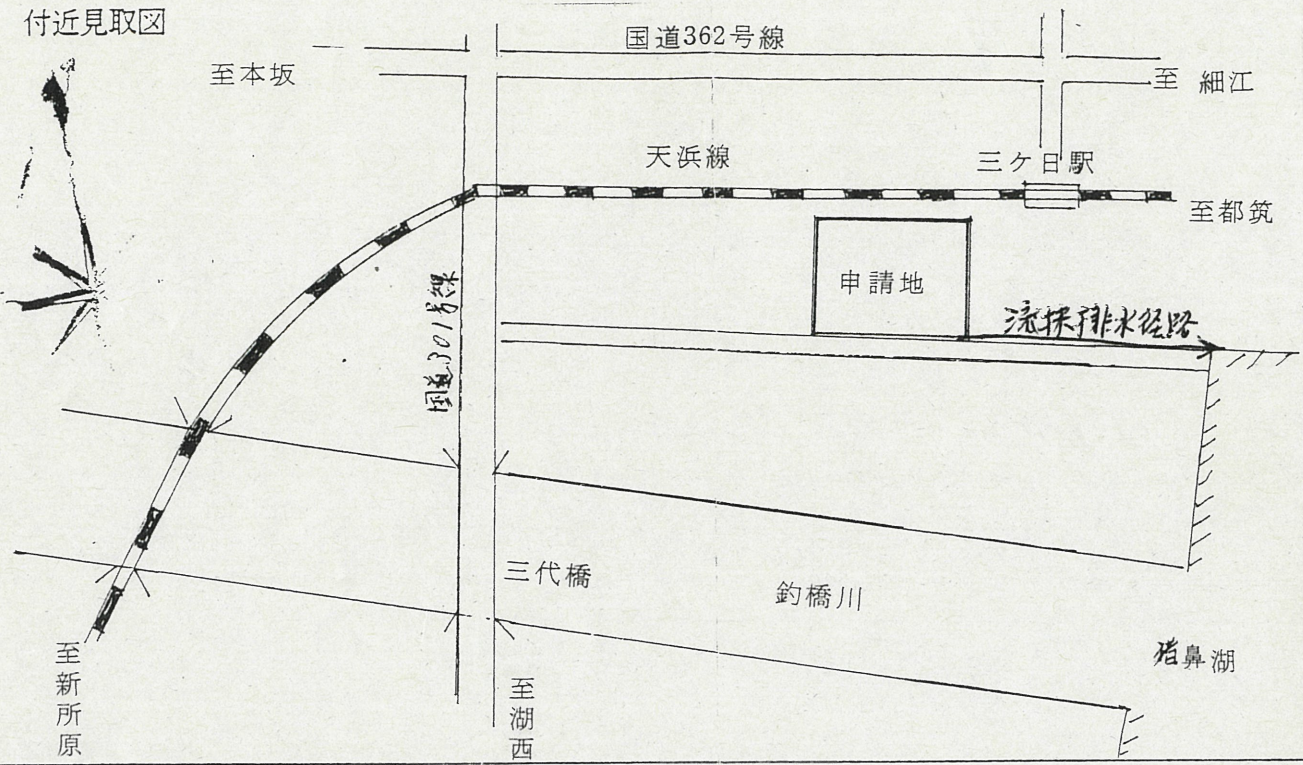 付近見取図
国道362号線
至本坂
至 細江
天浜線
三ケ日駅
至都筑
申請地
国道301号線
排水経路
三代橋
釣橋川
猪鼻湖
至新所原
至湖西